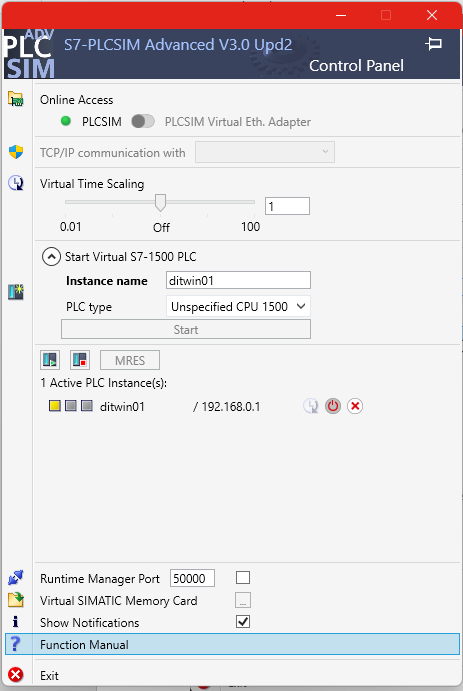 ADV
PLC
SIM
S7-PLCSIM Advanced V3.0 Upd2
Control Panel
Online Access
PLCSIM PLCSIM Virtual Eth. Adapter
TCP/IP communication with
Virtual Time Scaling
1
0.01 Off 100
Start Virtual S7-1500 PLC
Instance name ditwin01
PLC type Unspecified CPU 1500
Start
MRES
1 Active PLC Instance(s):
ditwin01 / 192.168.0.1
Runtime Manager Port 50000
Virtual SIMATIC Memory Card ...
Show Notifications
Function Manual
Exit